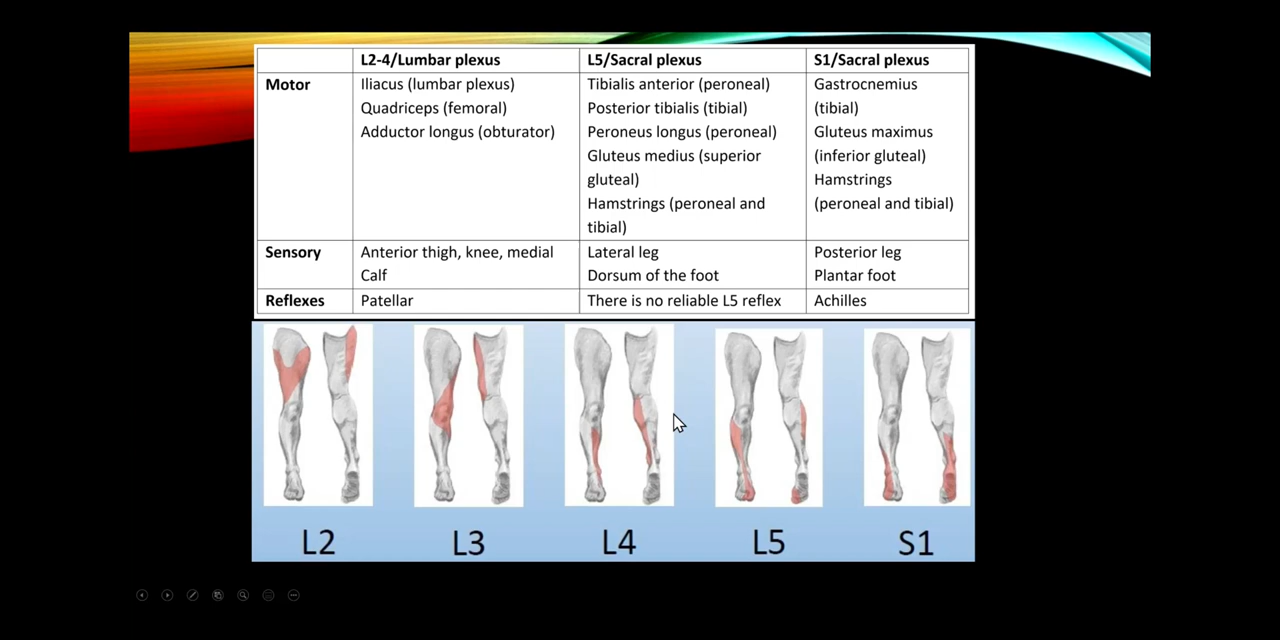 L2-4/Lumbar plexus L5/Sacral plexus S1/Sacral plexus
Motor
Iliacus (lumbar plexus)
Quadriceps (femoral)
Adductor longus (obturator)
Tibialis anterior (peroneal)
Posterior tibialis (tibial)
Peroneus longus (peroneal)
Gluteus medius (superior
gluteal)
Hamstrings (peroneal and
tibial)
Gastrocnemius
(tibial)
Gluteus maximus
(inferior gluteal)
Hamstrings
(peroneal and tibial)
Sensory
Anterior thigh, knee, medial
Calf
Lateral leg
Dorsum of the foot
Posterior leg
Plantar foot
Reflexes
Patellar
There is no reliable L5 reflex
Achilles
L2 L3 L4 L5 S1